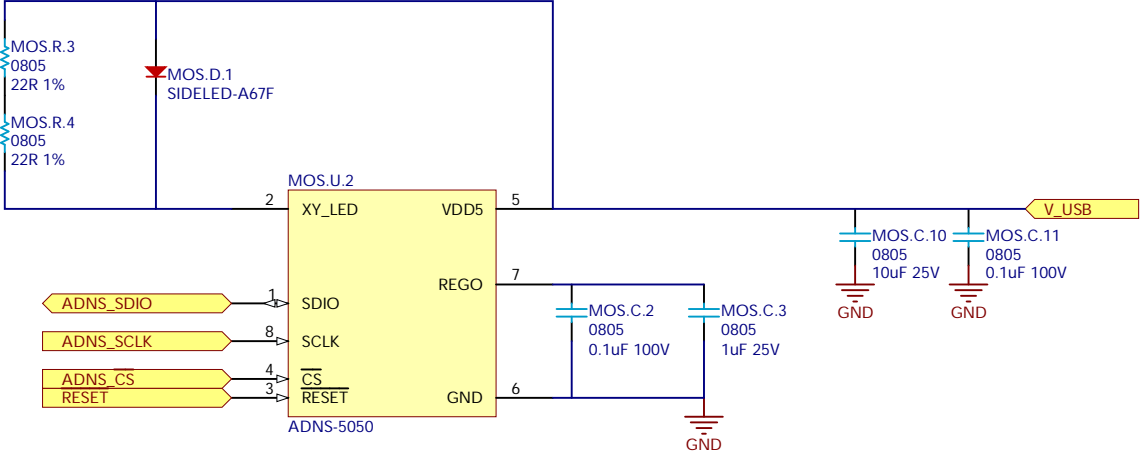 MOS.R.3
0805
22R 1%
MOS.D.1
SIDELED-A67F
MOS.R.4
0805
22R 1%
MOS.U.2
2
XY_LED
VDD5
5
V_USB
MOS.C.10
0805
10uF 25V
MOS.C.11
0805
0.1uF 100V
GND
GND
REGO
7
ADNS_SDIO
1
SDIO
MOS.C.2
0805
0.1uF 100V
MOS.C.3
0805
1uF 25V
ADNS_SCLK
8
SCLK
ADNS_CS
4
CS
RESET
3
RESET
GND
6
ADNS-5050
GND